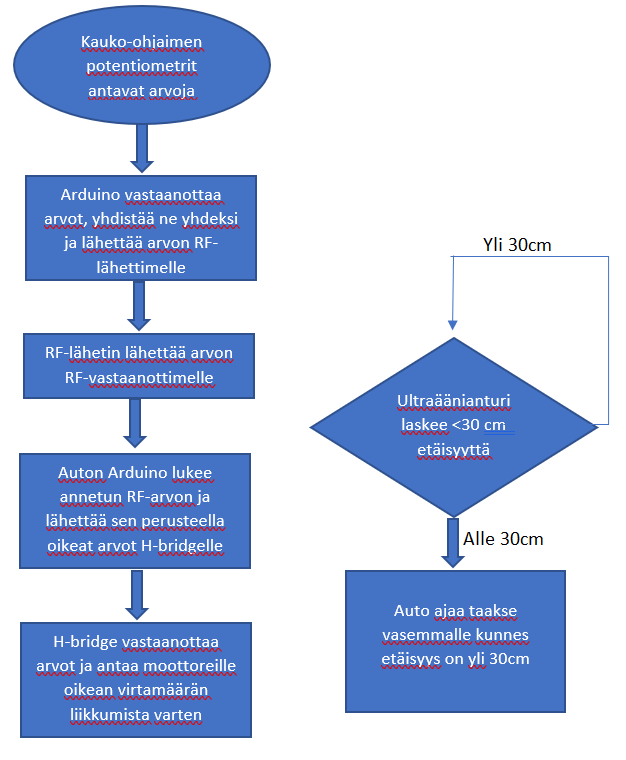 Kauko-ohjaimen
potentiometrit
antavat arvoja
Arduino vastaanottaa
arvot, yhdistää ne yhdeksi
ja lähettää arvon RF-
lähettimelle
RF-lähetin lähettää arvon
RF-vastaanottimelle
Auton Arduino lukee
annetun RF-arvon ja
lähettää sen perusteella
oikeat arvot H-bridgelle
H-bridge vastaanottaa
arvot ja antaa moottoreille
oikean virtamäärän
liikkumista varten
Yli 30cm
Ultraäänianturi
laskee <30 cm
etäisyyttä
Alle 30cm
Auto ajaa taakse
vasemmalle kunnes
etäisyys on yli 30cm